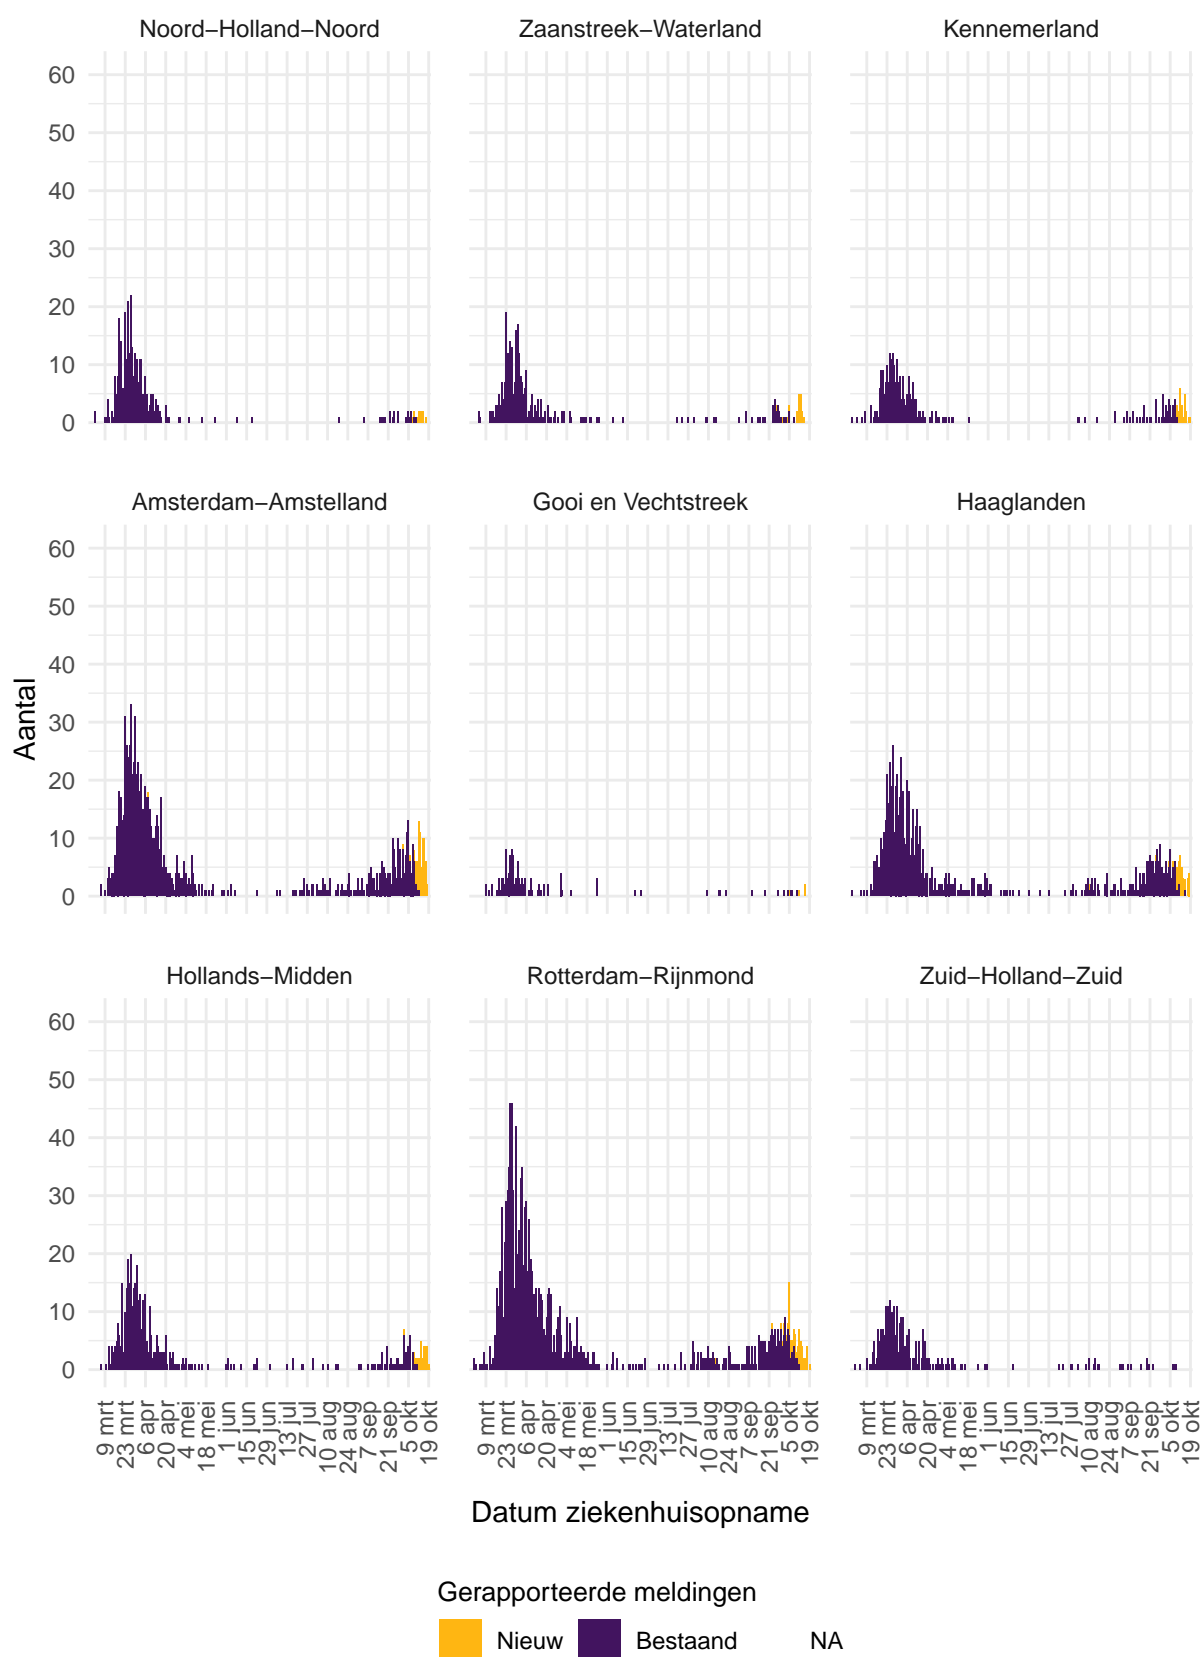 Noord−Holland−Noord Zaanstreek−Waterland Kennemerland
60
50
40
30
20
10
0
Amsterdam−Amstelland Gooi en Vechtstreek Haaglanden
60
50
40
30
20
10
0
Aantal
Hollands−Midden Rotterdam−Rijnmond Zuid−Holland−Zuid
60
50
40
30
20
10
0
9 mrt 23 mrt 6 apr 20 apr 4 mei 18 mei 1 jun 15 jun 29 jun 13 jul 27 jul 10 aug 24 aug 7 sep 21 sep 5 okt 19 okt
9 mrt 23 mrt 6 apr 20 apr 4 mei 18 mei 1 jun 15 jun 29 jun 13 jul 27 jul 10 aug 24 aug 7 sep 21 sep 5 okt 19 okt
9 mrt 23 mrt 6 apr 20 apr 4 mei 18 mei 1 jun 15 jun 29 jun 13 jul 27 jul 10 aug 24 aug 7 sep 21 sep 5 okt 19 okt
Datum ziekenhuisopname
Gerapporteerde meldingen
Nieuw Bestaand NA